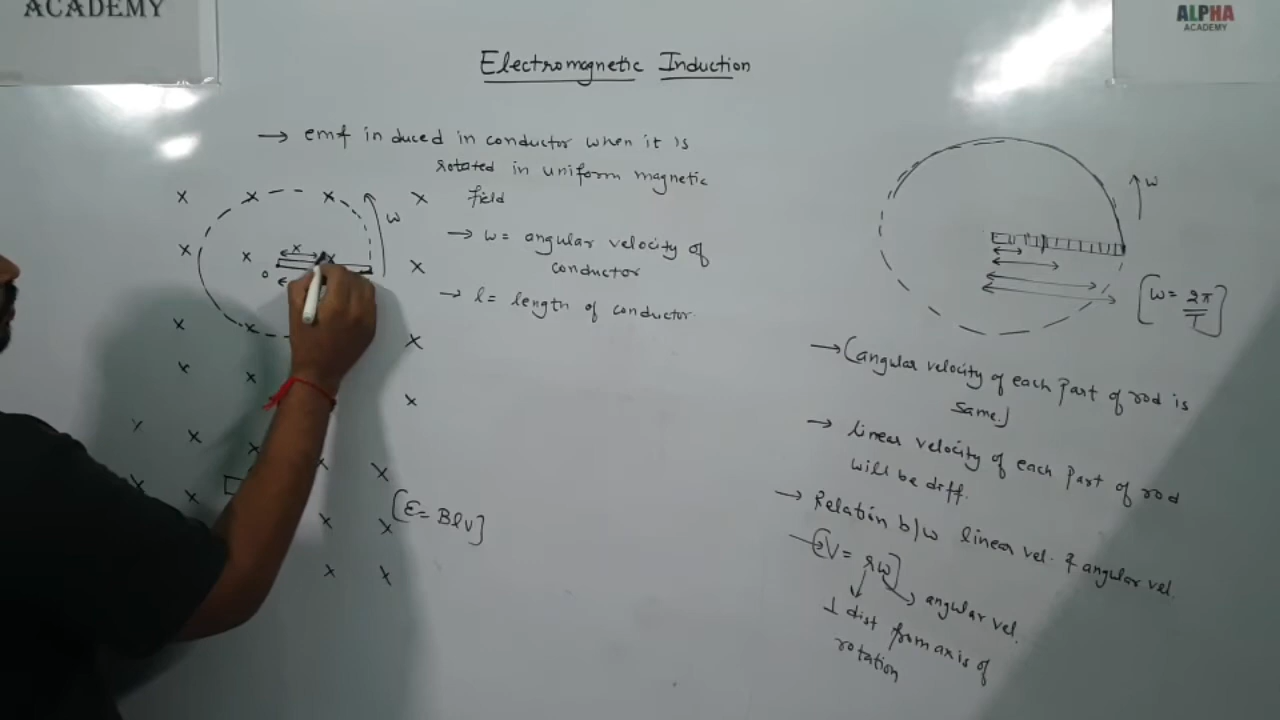 ACADEMY
ALPHA
ACADEMY
Electromagnetic Induction
→ emf induced in conductor when it is
rotated in uniform magnetic
field
→ w = angular velocity of
conductor
→ l = length of conductor
x x x x
w
x x x x
x
o
x x x
x x x
x x x x x
x x x x
x x
[E = Blv]
w
[w = 2π/T]
→ (angular velocity of each part of rod is
same.)
→ linear velocity of each part of rod
will be diff.
→ Relation b/w linear vel. & angular vel.
→ [V = rw]
→ angular vel.
⊥ dist from axis of
rotation